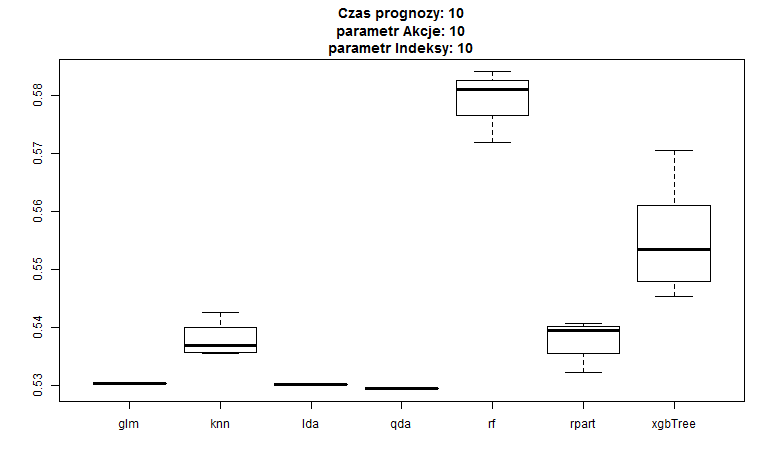 Czas prognozy: 10
parametr Akcje: 10
parametr Indeksy: 10
0.58
0.57
0.56
0.55
0.54
0.53
glm knn lda qda rf rpart xgbTree